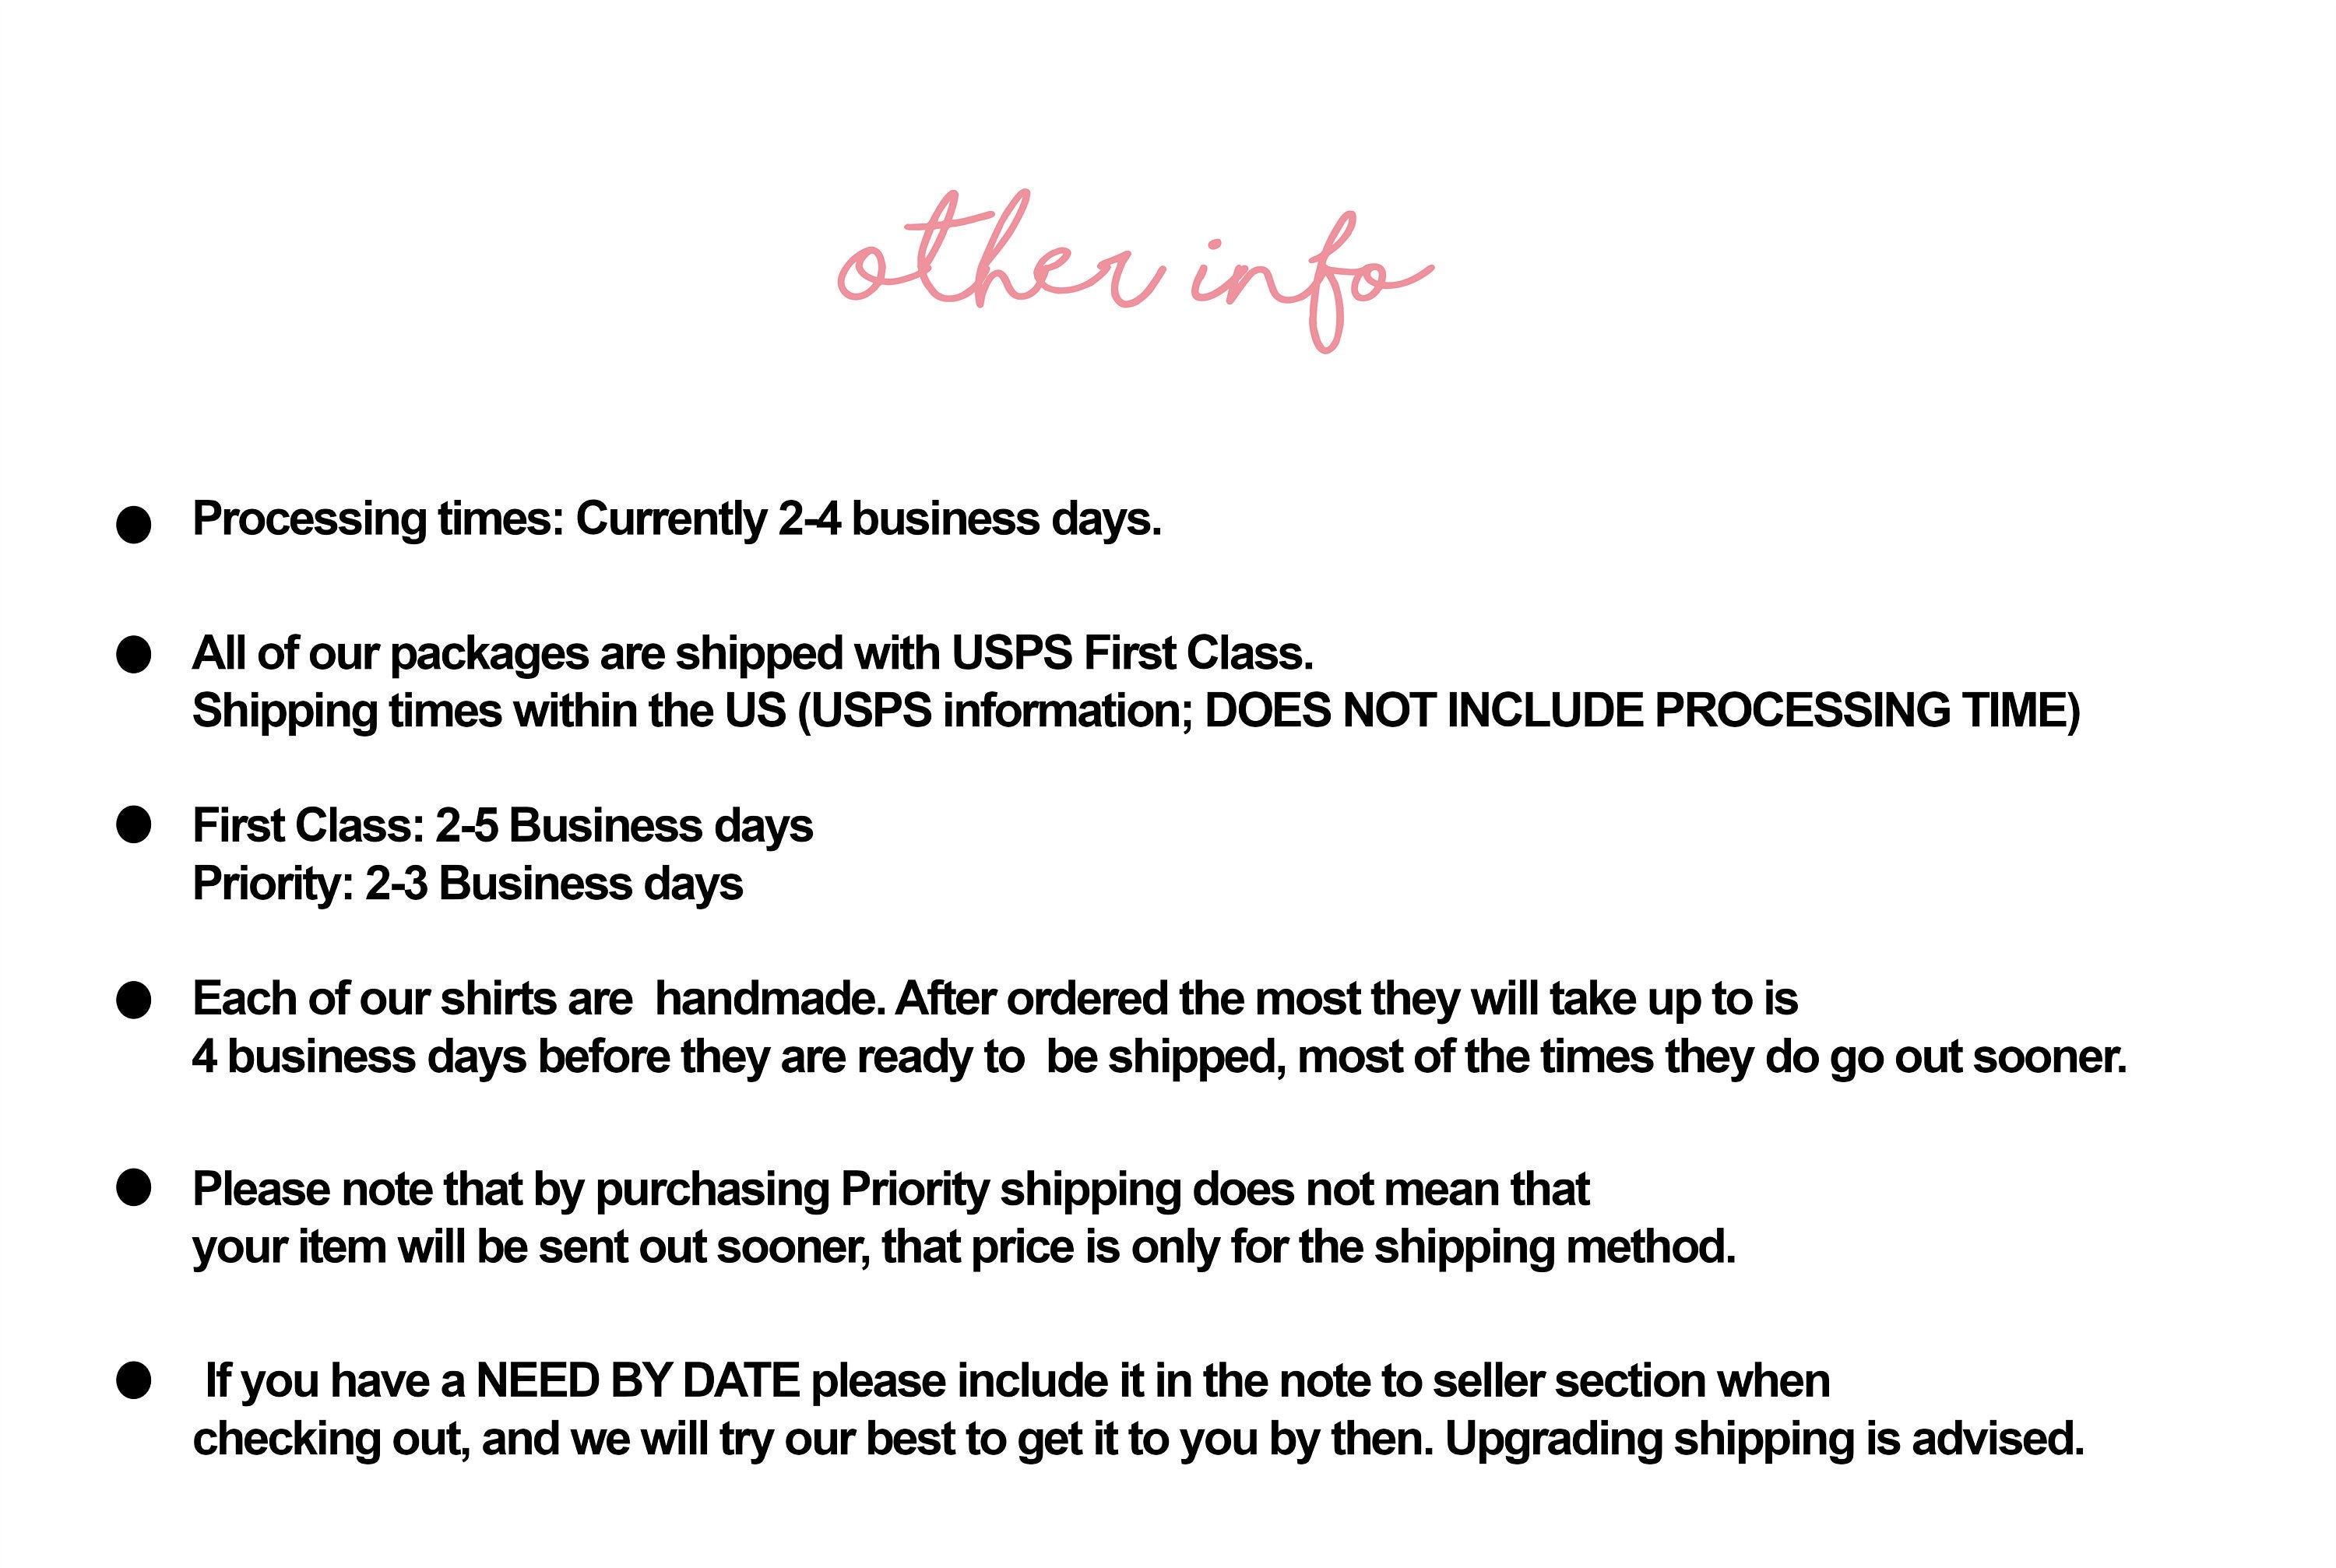 other info
● Processing times: Currently 2-4 business days.
● All of our packages are shipped with USPS First Class.
Shipping times within the US (USPS information; DOES NOT INCLUDE PROCESSING TIME)
● First Class: 2-5 Business days
Priority: 2-3 Business days
● Each of our shirts are  handmade. After ordered the most they will take up to is
4 business days before they are ready to  be shipped, most of the times they do go out sooner.
● Please note that by purchasing Priority shipping does not mean that
your item will be sent out sooner, that price is only for the shipping method.
● If you have a NEED BY DATE please include it in the note to seller section when
checking out, and we will try our best to get it to you by then. Upgrading shipping is advised.